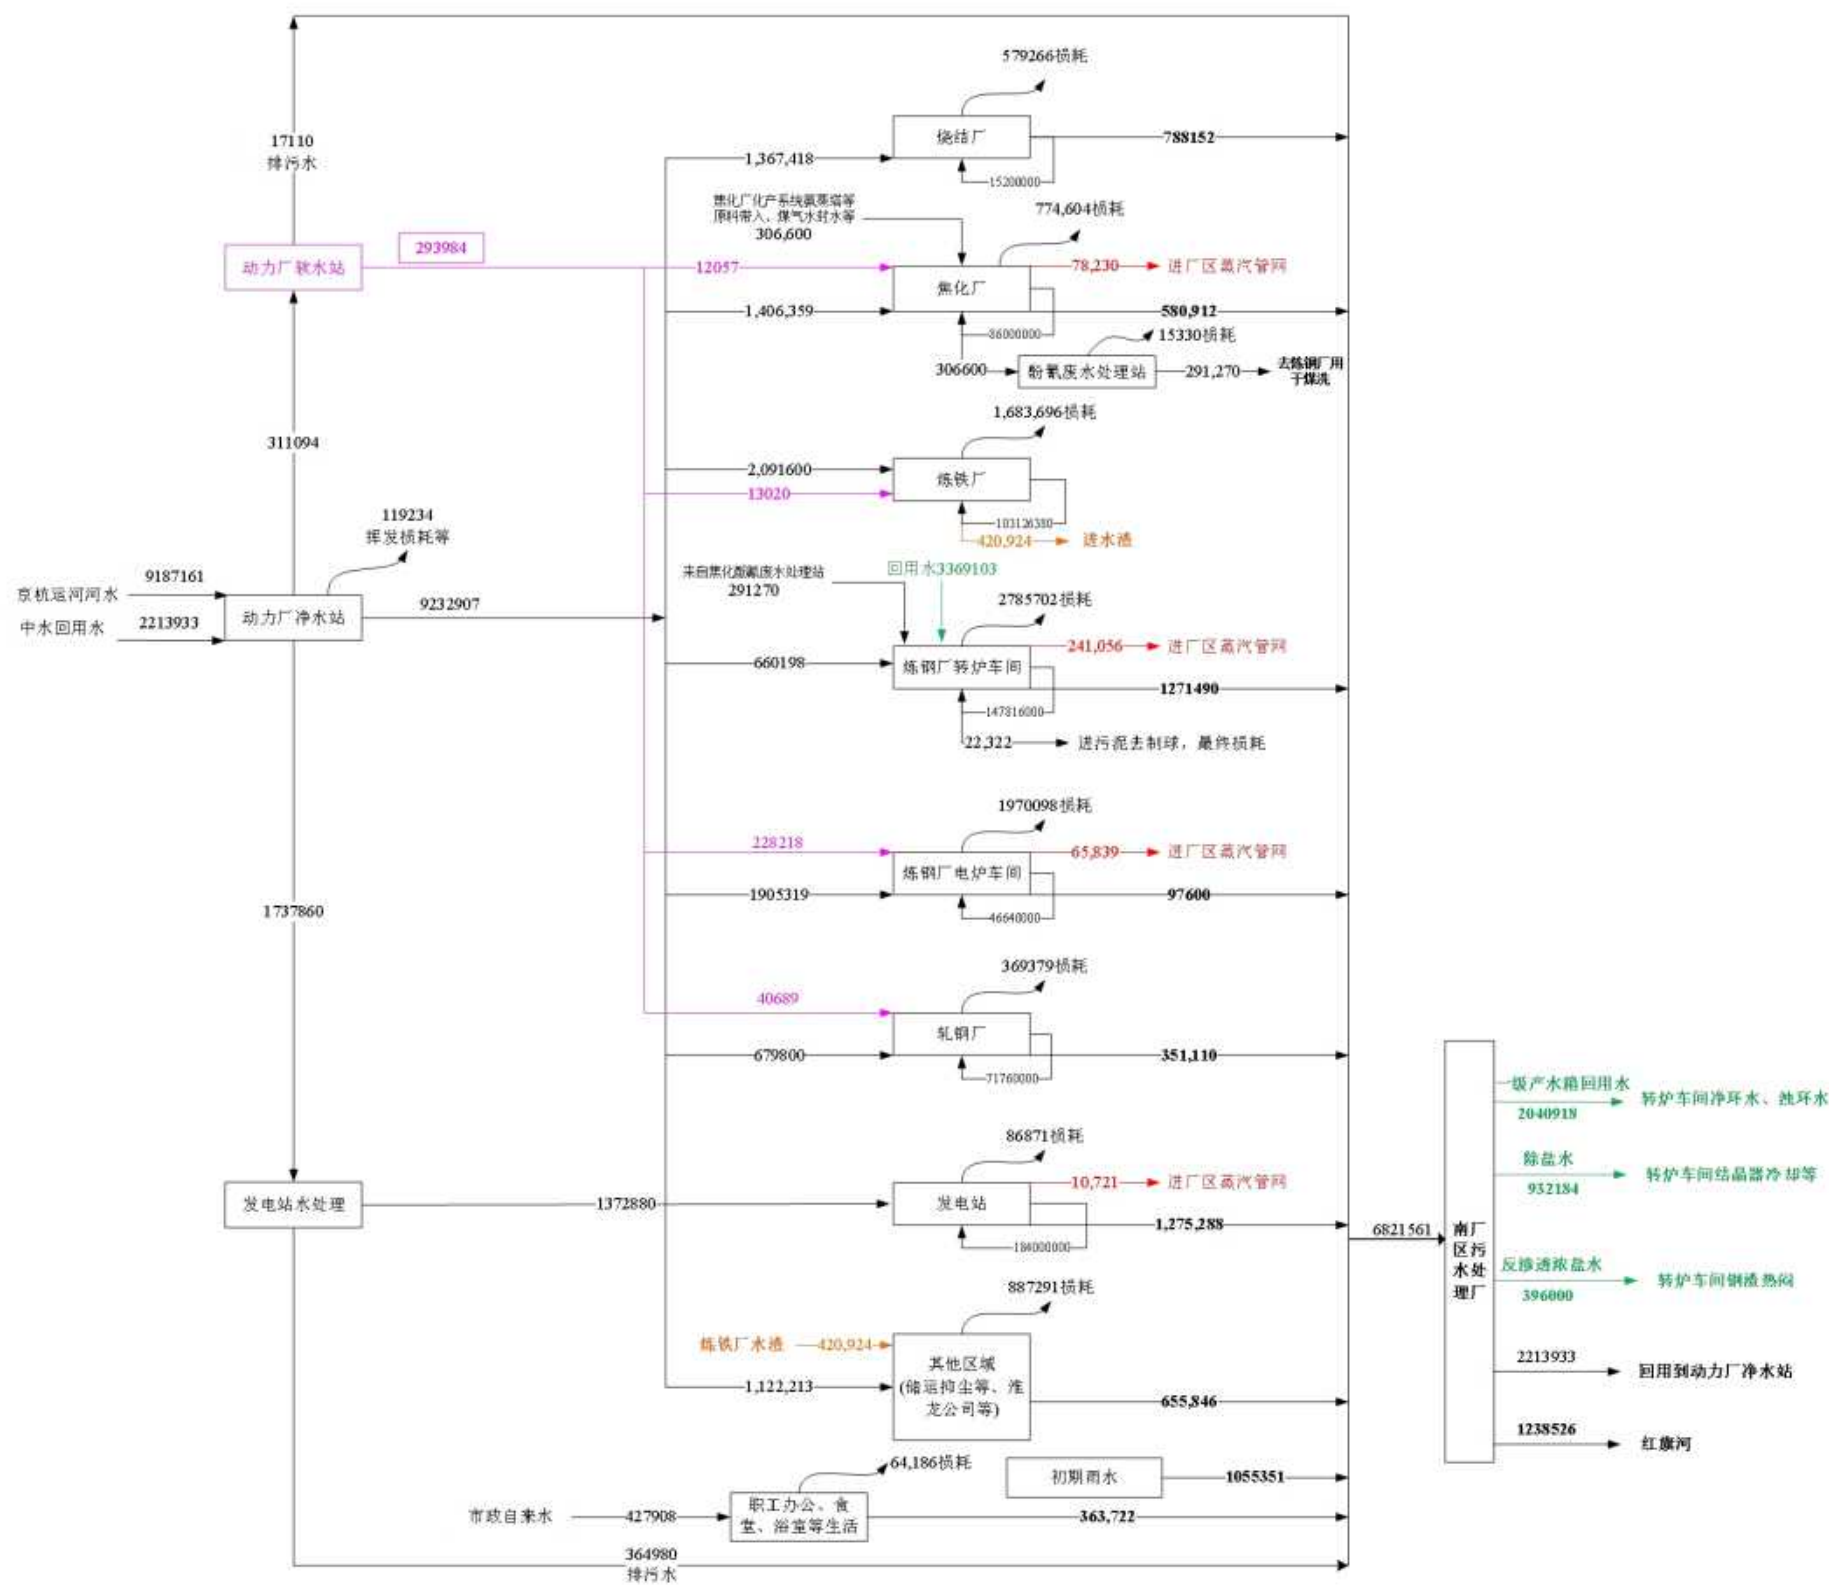 579266损耗
17110
排污水
烧结厂
788152
1,367,418
15200000
焦化厂化产系统氨蒸塔等
原料带入、煤气水封水等
306,600
774,604损耗
动力厂软水站
293984
12057
焦化厂
78,230
进厂区蒸汽管网
1,406,359
580,912
86000000
15330损耗
306600
酚氰废水处理站
291,270
去炼钢厂用
于煤洗
1,683,696损耗
311094
2,091600
炼铁厂
13020
103126380
420,924
进水渣
119234
挥发损耗等
京杭运河河水
9187161
动力厂净水站
9232907
中水回用水
2213933
来自焦化酚氰废水处理站
291270
回用水3369103
2785702损耗
660198
炼钢厂转炉车间
241,056
进厂区蒸汽管网
1271490
147816000
22,322
进污泥去制球，最终损耗
1970098损耗
228218
炼钢厂电炉车间
65,839
进厂区蒸汽管网
1905319
97600
46640000
1737860
369379损耗
40689
轧钢厂
679800
351,110
71760000
86871损耗
发电站水处理
1372880
发电站
10,721
进厂区蒸汽管网
1,275,288
184000000
887291损耗
炼铁厂水渣
420,924
其他区域
(储运抑尘等、淮
龙公司等)
1,122,213
655,846
64,186损耗
初期雨水
1055351
市政自来水
427908
职工办公、食
堂、浴室等生活
363,722
364980
排污水
6821561
南厂
区污
水处
理厂
一级产水箱回用水
2040918
转炉车间净环水、浊环水
除盐水
932184
转炉车间结晶器冷却等
反渗透浓盐水
396000
转炉车间钢渣热闷
2213933
回用到动力厂净水站
1238526
红旗河